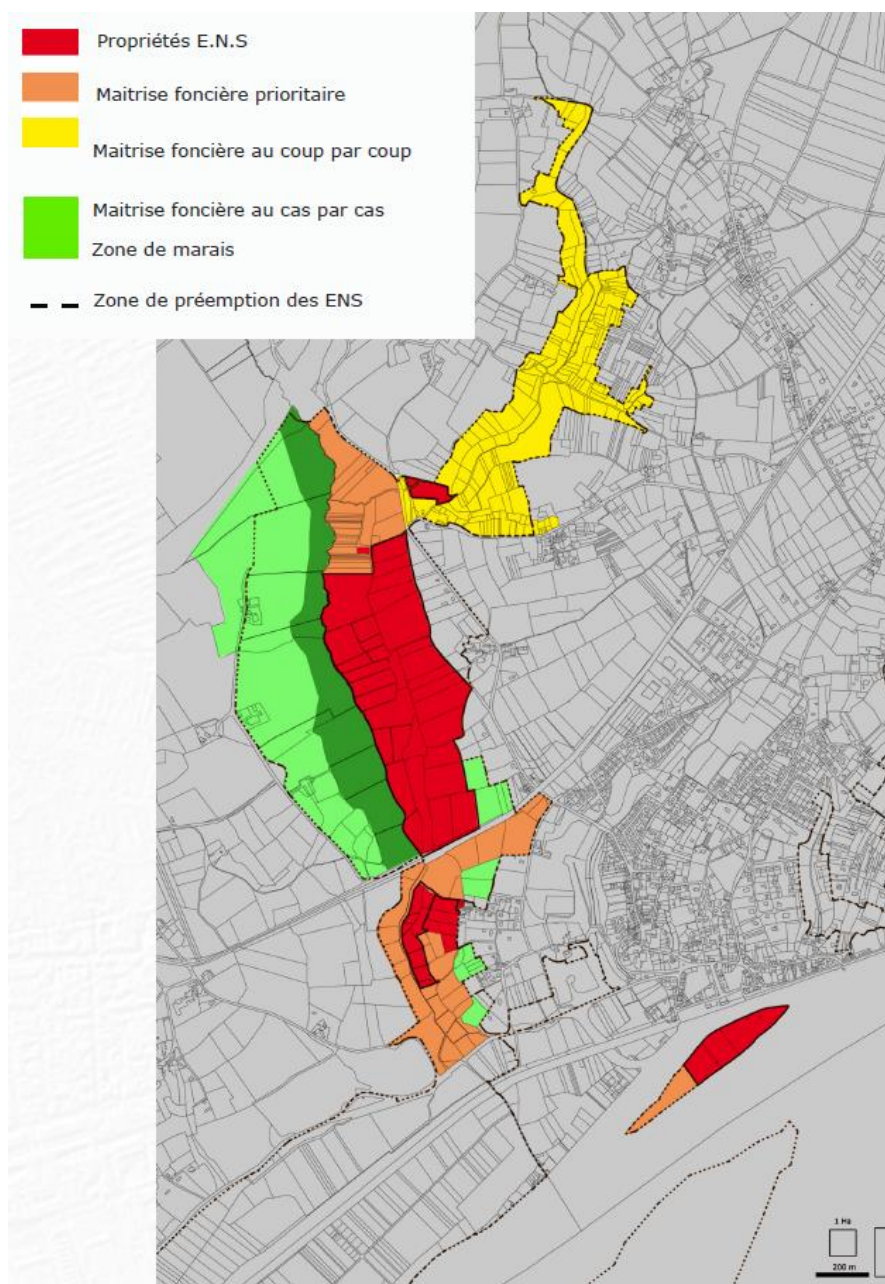 Propriétés E.N.S
Maitrise foncière prioritaire
Maitrise foncière au coup par coup
Maitrise foncière au cas par cas
Zone de marais
Zone de préemption des ENS
1 Ha
200 m